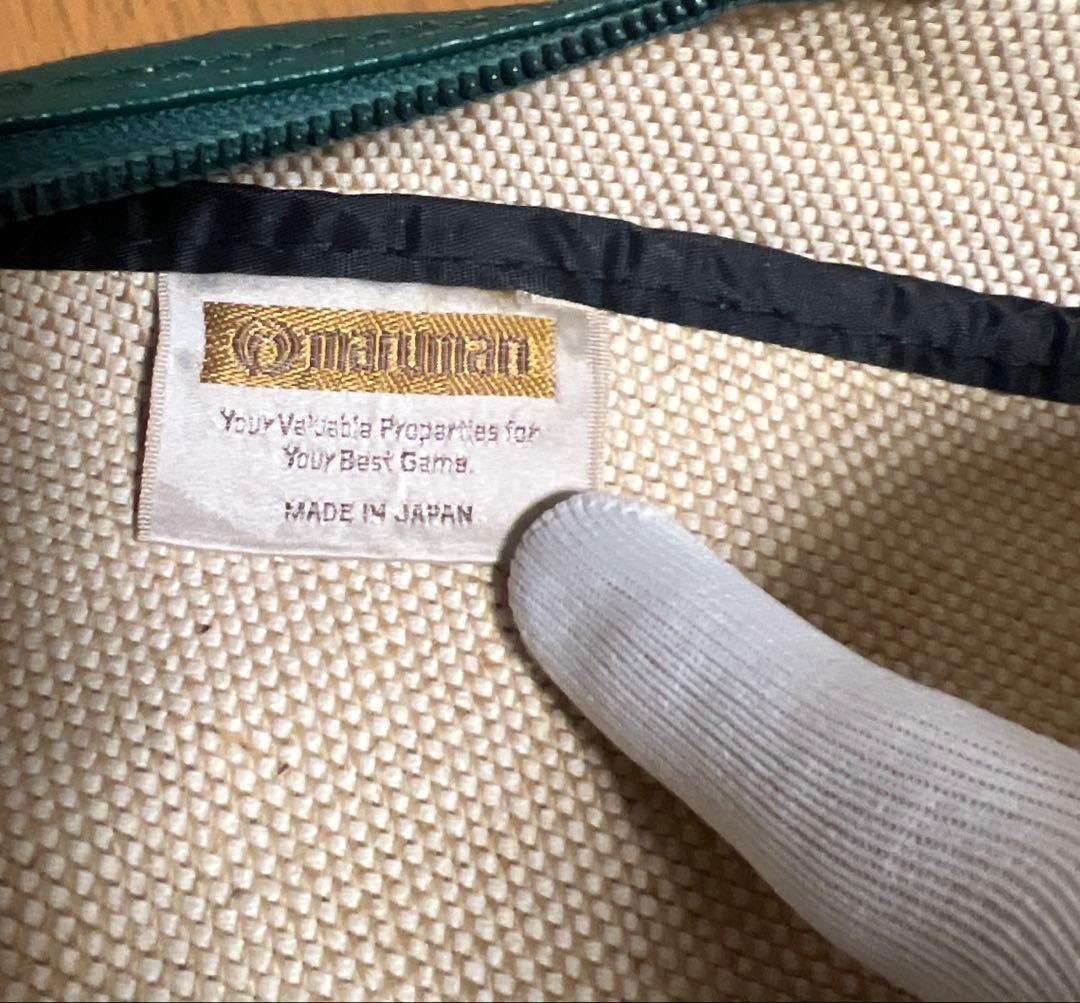 maruman
Your Valuable Properties for
Your Best Game.
MADE IN JAPAN